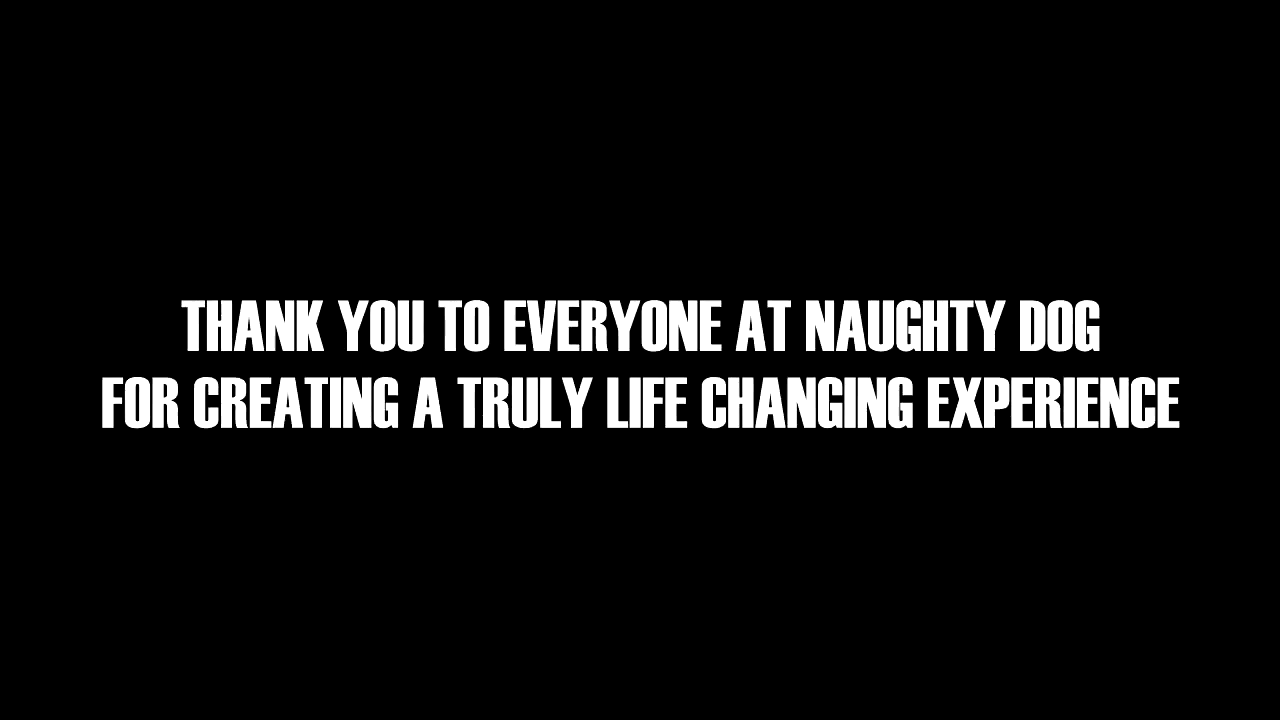 THANK YOU TO EVERYONE AT NAUGHTY DOG
FOR CREATING A TRULY LIFE CHANGING EXPERIENCE